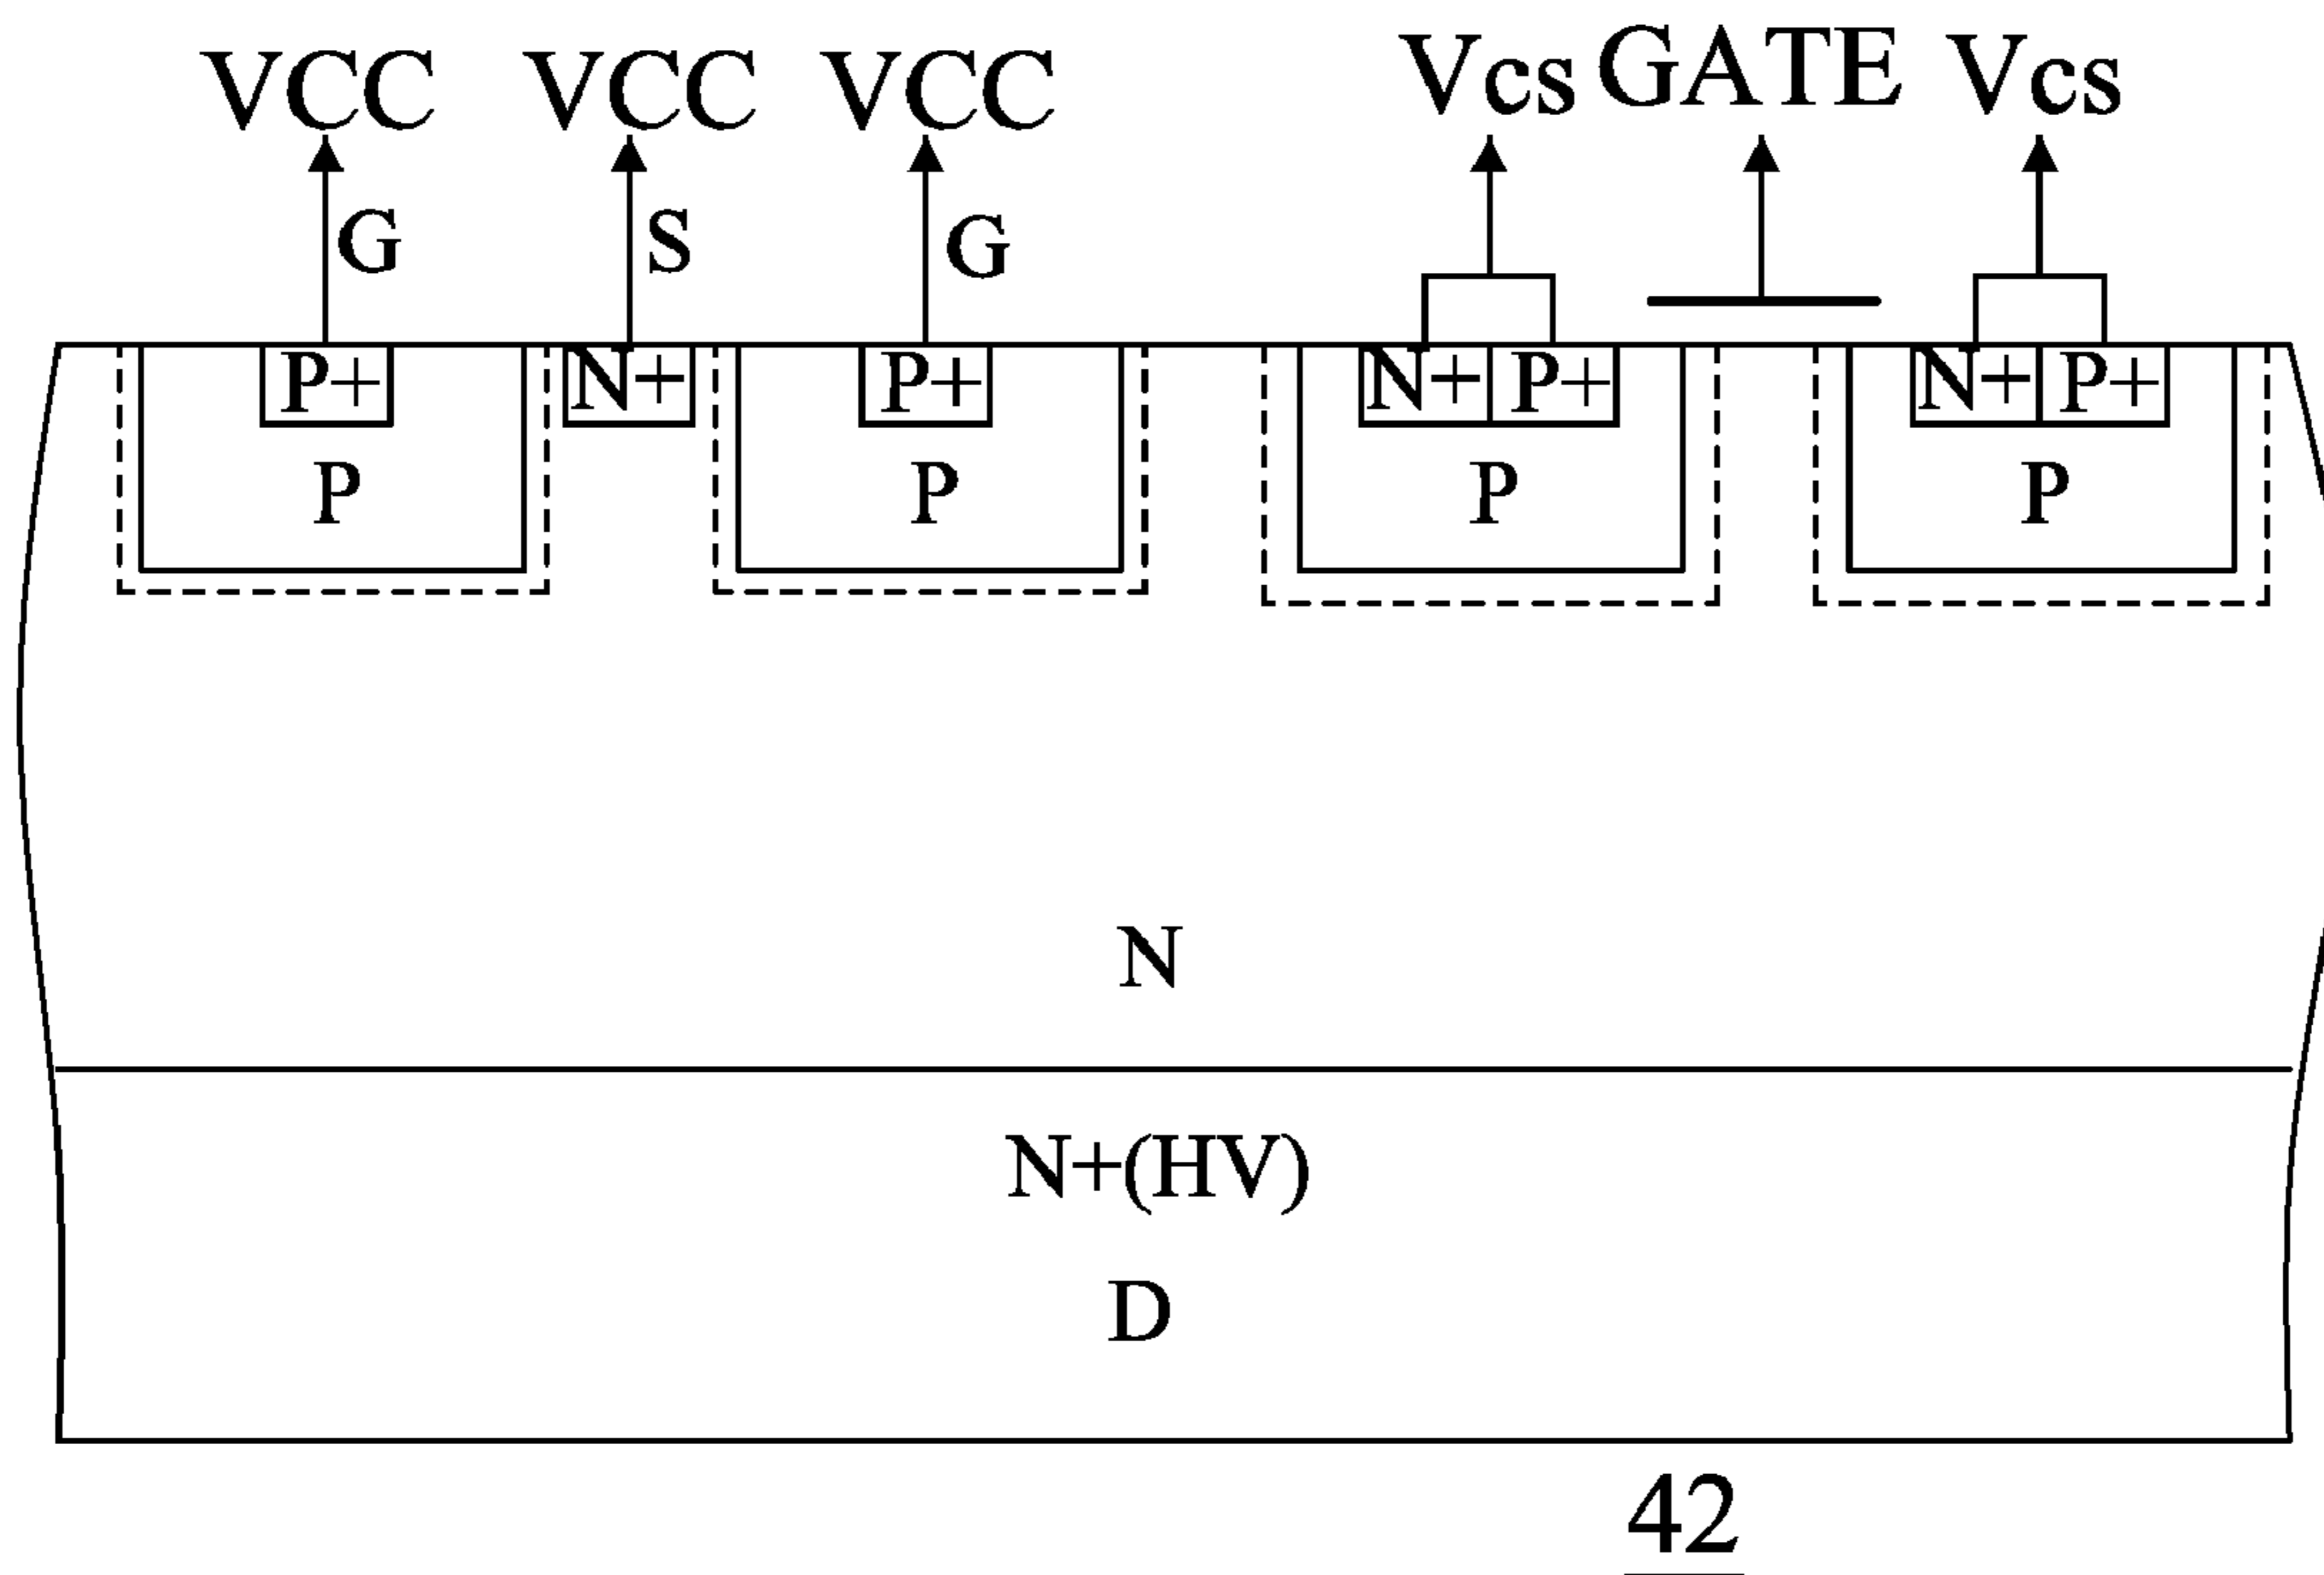 VCC VCC VCC Vcs GATE Vcs
G S G
P+ N+ P+ N+ P+ N+ P+
P P P P
N
N+(HV)
D
42